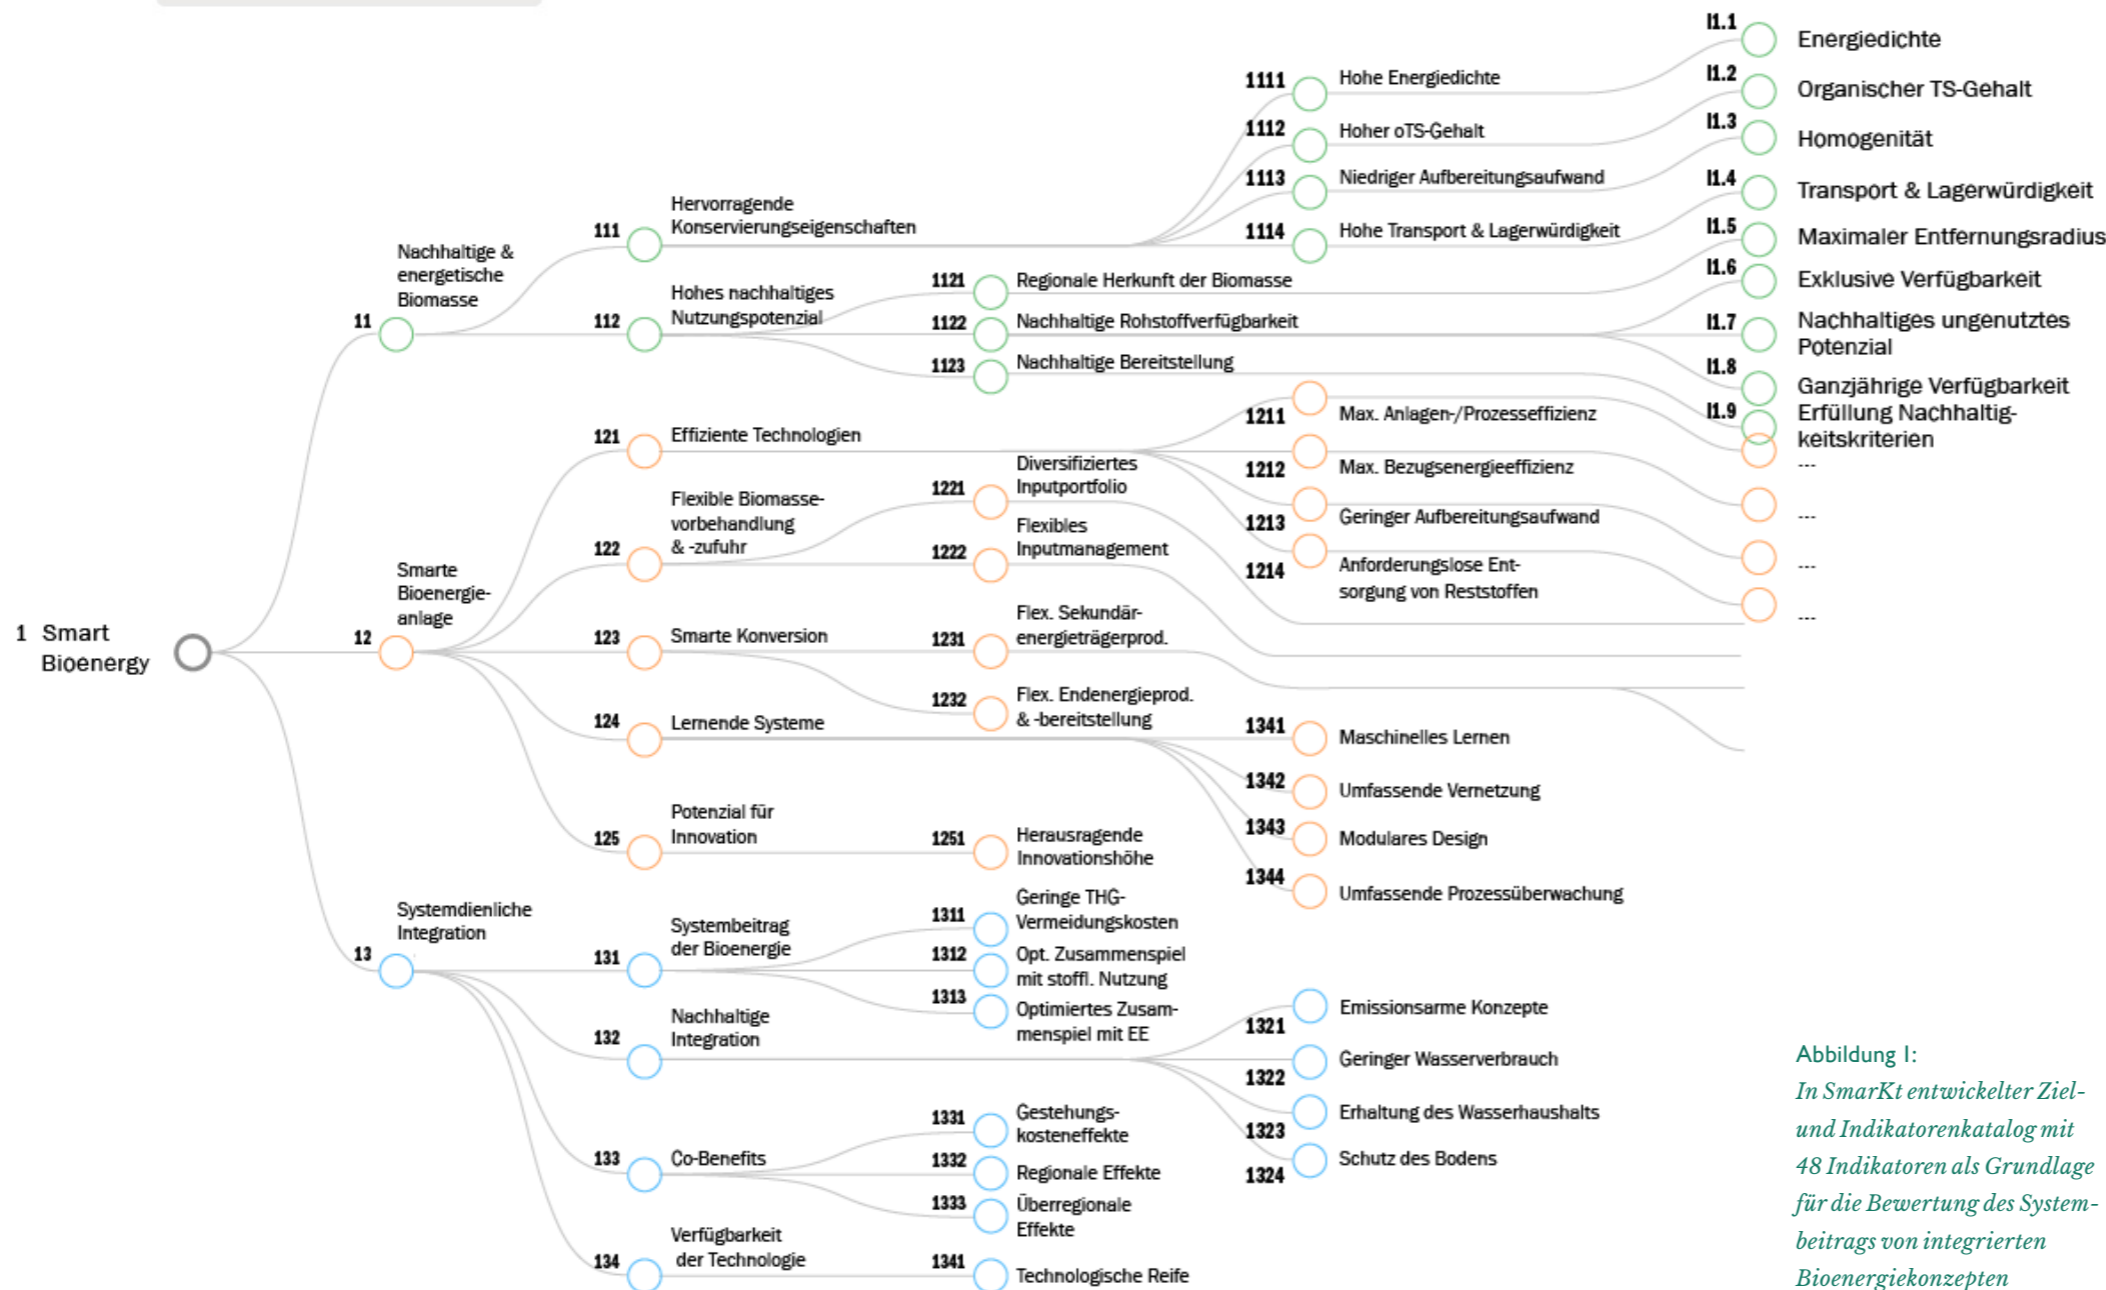 1 Smart
Bioenergy
11
Nachhaltige &
energetische
Biomasse
111
Hervorragende
Konservierungseigenschaften
1111
Hohe Energiedichte
1112
Hoher oTS-Gehalt
1113
Niedriger Aufbereitungsaufwand
1114
Hohe Transport & Lagerwürdigkeit
112
Hohes nachhaltiges
Nutzungspotenzial
1121
Regionale Herkunft der Biomasse
1122
Nachhaltige Rohstoffverfügbarkeit
1123
Nachhaltige Bereitstellung
I1.1
Energiedichte
I1.2
Organischer TS-Gehalt
I1.3
Homogenität
I1.4
Transport & Lagerwürdigkeit
I1.5
Maximaler Entfernungsradius
I1.6
Exklusive Verfügbarkeit
I1.7
Nachhaltiges ungenutztes
Potenzial
I1.8
Ganzjährige Verfügbarkeit
I1.9
Erfüllung Nachhaltig-
keitskriterien
---
---
---
---
12
Smarte
Bioenergie-
anlage
121
Effiziente Technologien
1211
Max. Anlagen-/Prozesseffizienz
1212
Max. Bezugsenergieeffizienz
1213
Geringer Aufbereitungsaufwand
1214
Anforderungslose Ent-
sorgung von Reststoffen
122
Flexible Biomasse-
vorbehandlung
& -zufuhr
1221
Diversifiziertes
Inputportfolio
1222
Flexibles
Inputmanagement
123
Smarte Konversion
1231
Flex. Sekundär-
energieträgerprod.
1232
Flex. Endenergieprod.
& -bereitstellung
124
Lernende Systeme
1341
Maschinelles Lernen
1342
Umfassende Vernetzung
1343
Modulares Design
1344
Umfassende Prozessüberwachung
125
Potenzial für
Innovation
1251
Herausragende
Innovationshöhe
13
Systemdienliche
Integration
131
Systembeitrag
der Bioenergie
1311
Geringe THG-
Vermeidungskosten
1312
Opt. Zusammenspiel
mit stoffl. Nutzung
1313
Optimiertes Zusam-
menspiel mit EE
132
Nachhaltige
Integration
1321
Emissionsarme Konzepte
1322
Geringer Wasserverbrauch
1323
Erhaltung des Wasserhaushalts
1324
Schutz des Bodens
133
Co-Benefits
1331
Gestehungs-
kosteneffekte
1332
Regionale Effekte
1333
Überregionale
Effekte
134
Verfügbarkeit
der Technologie
1341
Technologische Reife
Abbildung I:
In SmarKt entwickelter Ziel-
und Indikatorenkatalog mit
48 Indikatoren als Grundlage
für die Bewertung des System-
beitrags von integrierten
Bioenergiekonzepten